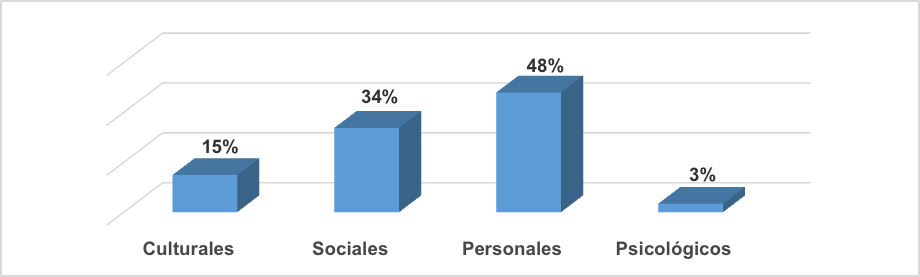 48%
34%
15%
3%
Culturales
Sociales
Personales
Psicológicos